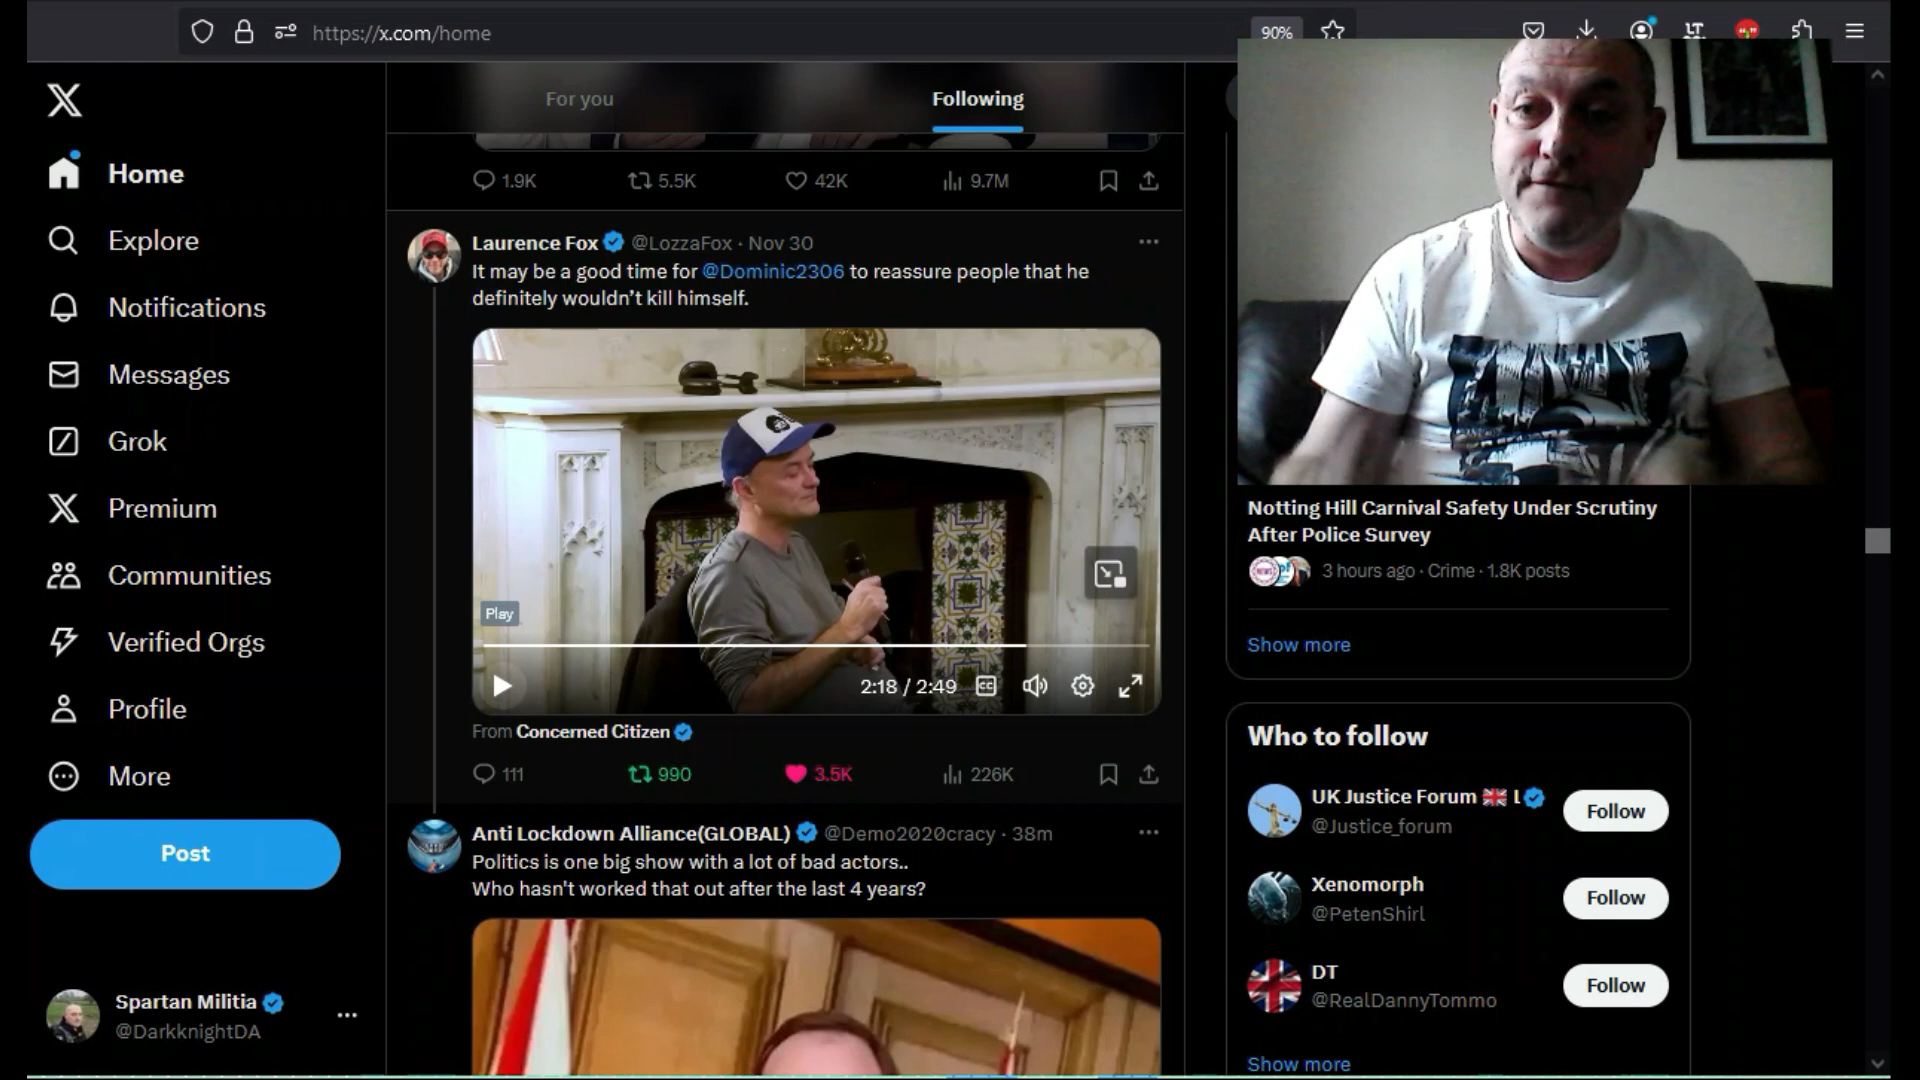 https://x.com/home
90%
Home
Explore
Notifications
Messages
Grok
Premium
Communities
Verified Orgs
Profile
More
Post
Spartan Militia
@DarkknightDA
For you
Following
1.9K 5.5K 42K 9.7M
Laurence Fox @LozzaFox · Nov 30
It may be a good time for @Dominic2306 to reassure people that he
definitely wouldn’t kill himself.
Play
2:18 / 2:49 CC
From Concerned Citizen
111 990 3.5K 226K
Anti Lockdown Alliance(GLOBAL) @Demo2020cracy · 38m
Politics is one big show with a lot of bad actors..
Who hasn't worked that out after the last 4 years?
Notting Hill Carnival Safety Under Scrutiny
After Police Survey
3 hours ago · Crime · 1.8K posts
Show more
Who to follow
UK Justice Forum
@Justice_forum
Follow
Xenomorph
@PetenShirl
Follow
DT
@RealDannyTommo
Follow
Show more